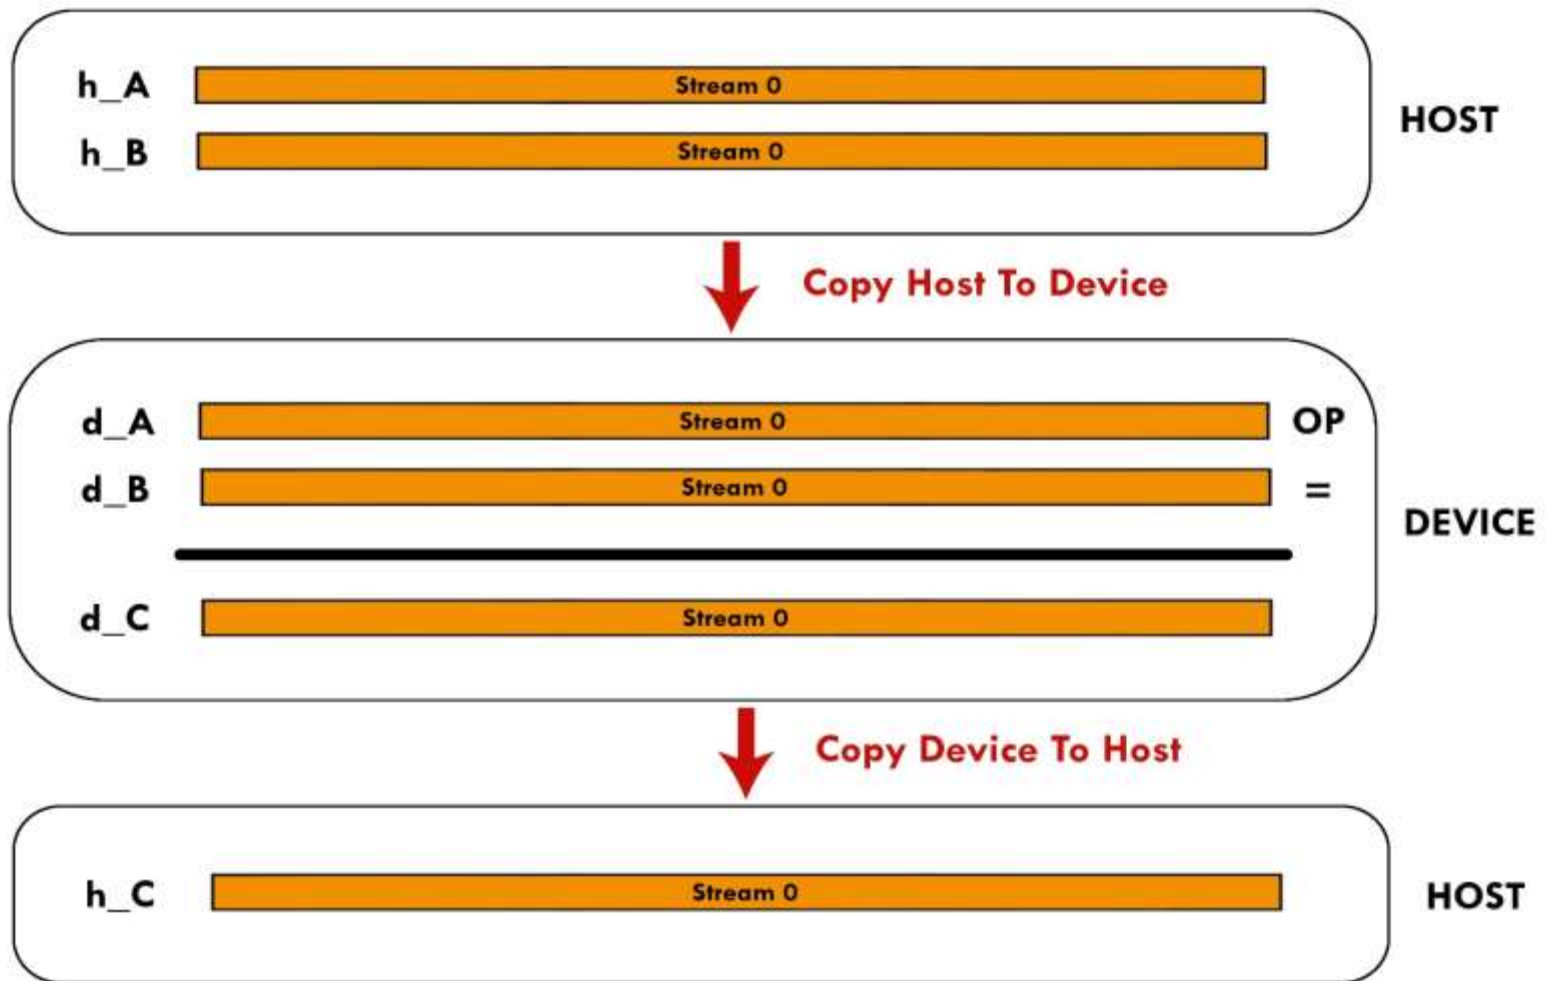 h_A Stream 0
h_B Stream 0
HOST
Copy Host To Device
d_A Stream 0 OP
d_B Stream 0 =
DEVICE
d_C Stream 0
Copy Device To Host
h_C Stream 0 HOST